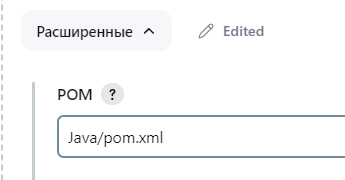 Расширенные
Edited
POM ?
Java/pom.xml